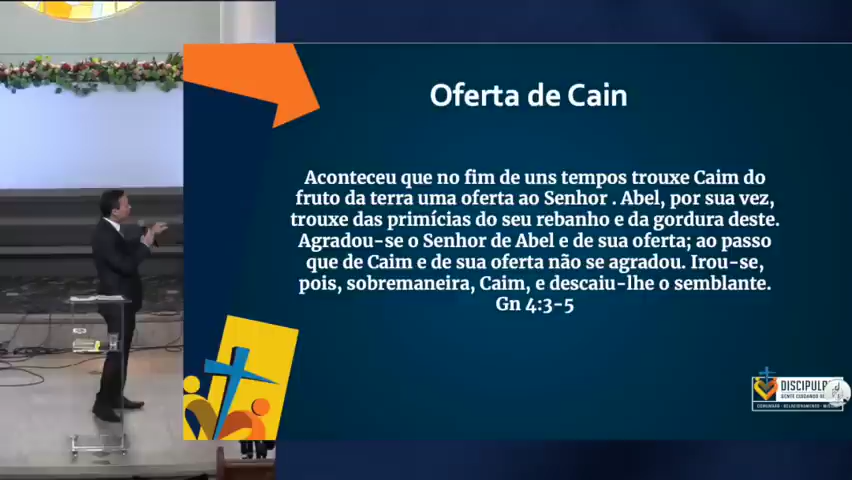 Oferta de Cain
Aconteceu que no fim de uns tempos trouxe Caim do
fruto da terra uma oferta ao Senhor . Abel, por sua vez,
trouxe das primícias do seu rebanho e da gordura deste.
Agradou-se o Senhor de Abel e de sua oferta; ao passo
que de Caim e de sua oferta não se agradou. Irou-se,
pois, sobremaneira, Caim, e descaiu-lhe o semblante.
Gn 4:3-5
GENTE CUIDANDO